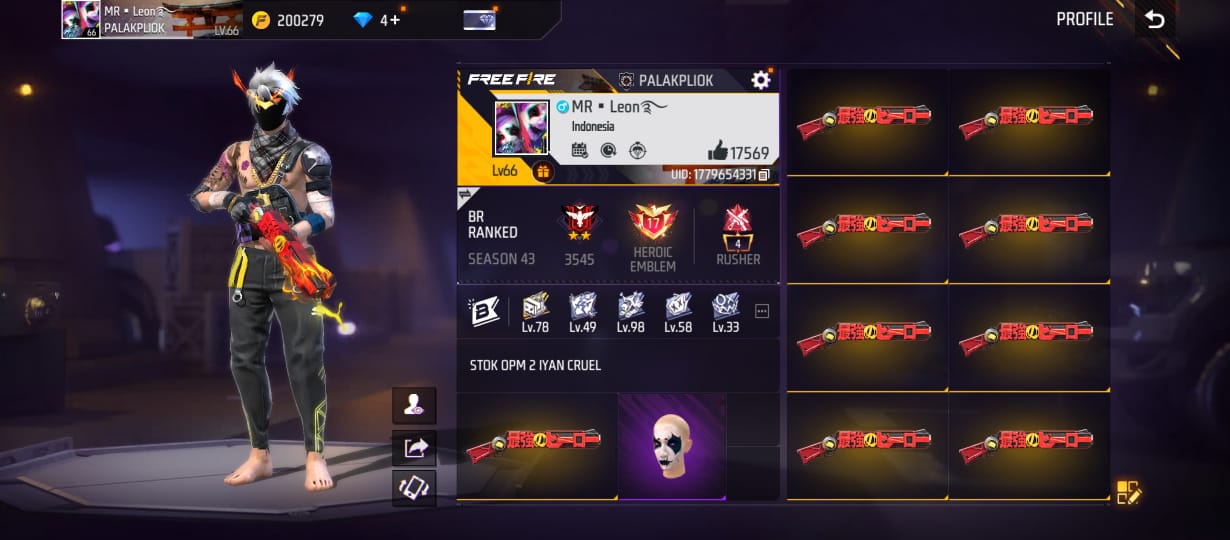 MR ▪ Leon
PALAKPLIOK
66
LV.66
200279
4+
PROFILE
FREE FIRE
PALAKPLIOK
MR ▪ Leon
Indonesia
17569
Lv66
UID: 1779654331
BR
RANKED
SEASON 43
3545
17
HEROIC
EMBLEM
4
RUSHER
Lv.78
Lv.49
Lv.98
Lv.58
Lv.33
STOK OPM 2 IYAN CRUEL
最強のヒーロー
最強のヒーロー
最強のヒーロー
最強のヒーロー
最強のヒーロー
最強のヒーロー
最強のヒーロー
最強のヒーロー
最強のヒーロー